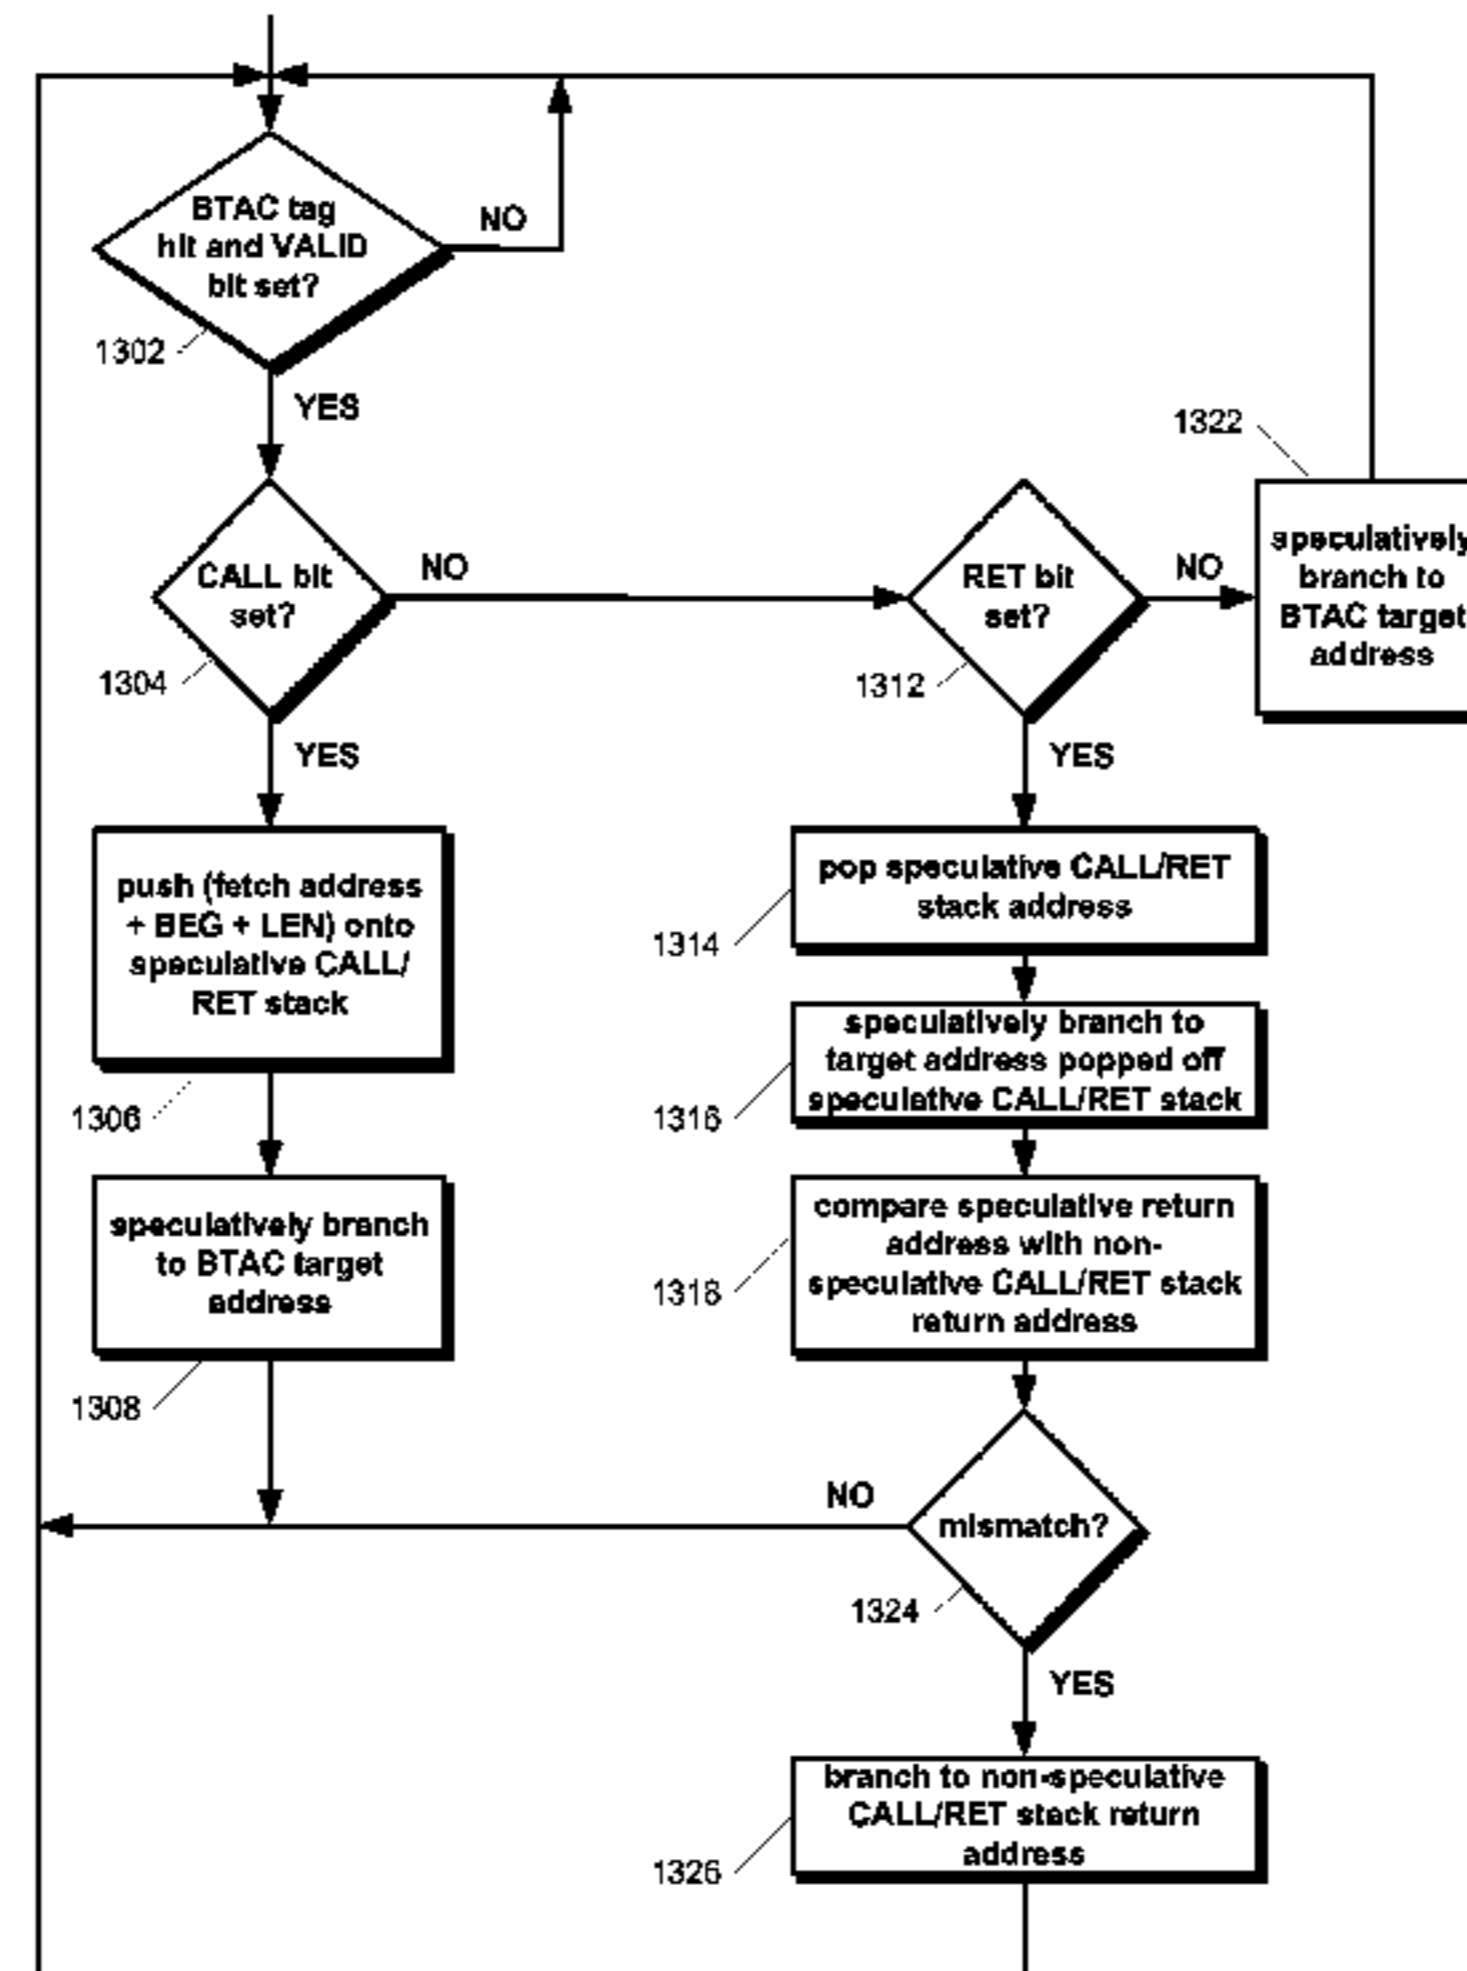 BTAC tag
hit and VALID
bit set?
NO
1302
YES
1322
CALL bit
set?
NO
1304
RET bit
set?
NO
1312
speculatively
branch to
BTAC target
address
YES
YES
push (fetch address
+ BEG + LEN) onto
speculative CALL/
RET stack
1306
pop speculative CALL/RET
stack address
1314
speculatively branch to
target address popped off
speculative CALL/RET stack
1316
speculatively branch
to BTAC target
address
1308
compare speculative return
address with non-
speculative CALL/RET stack
return address
1318
NO
mismatch?
1324
YES
branch to non-speculative
CALL/RET stack return
address
1326